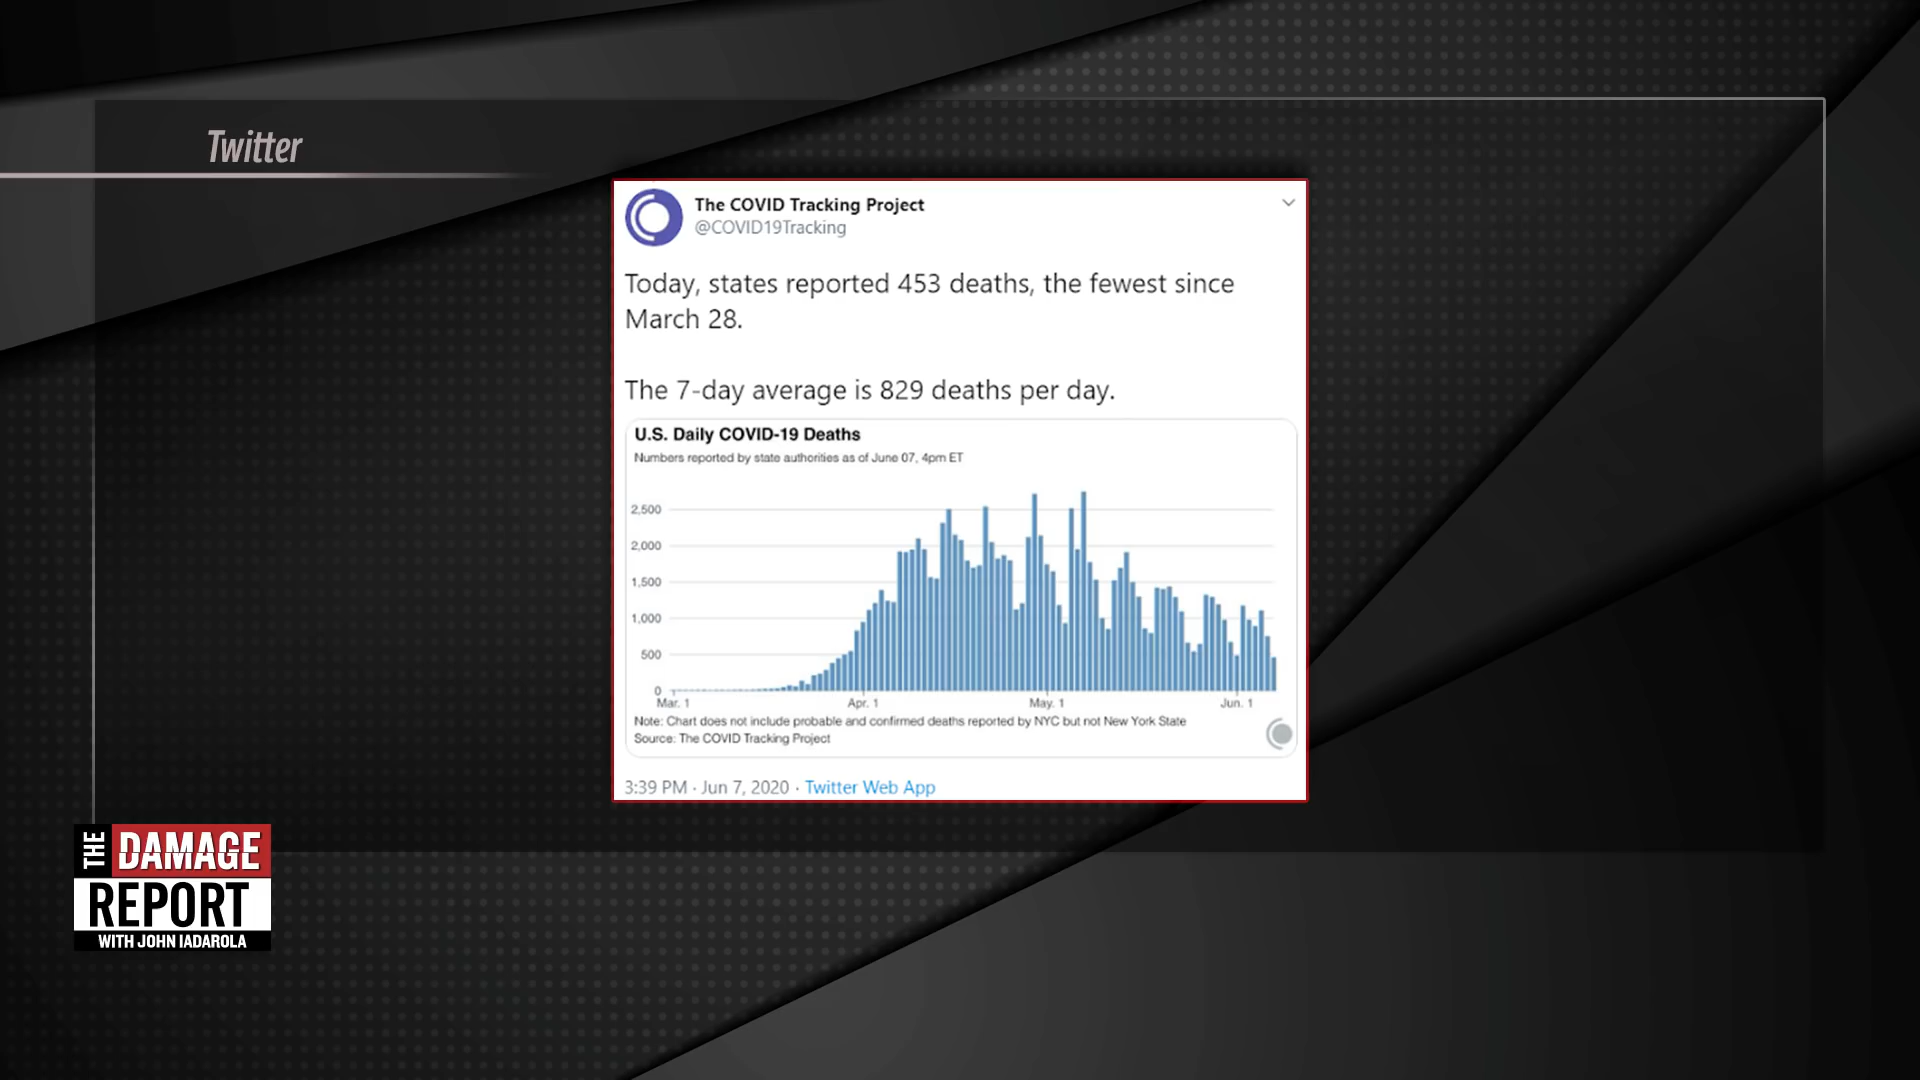 Twitter
The COVID Tracking Project
@COVID19Tracking
Today, states reported 453 deaths, the fewest since
March 28.
The 7-day average is 829 deaths per day.
U.S. Daily COVID-19 Deaths
Numbers reported by state authorities as of June 07, 4pm ET
2,500
2,000
1,500
1,000
500
0
Mar. 1 Apr. 1 May. 1 Jun. 1
Note: Chart does not include probable and confirmed deaths reported by NYC but not New York State
Source: The COVID Tracking Project
3:39 PM · Jun 7, 2020 · Twitter Web App
THE DAMAGE
REPORT
WITH JOHN IADAROLA